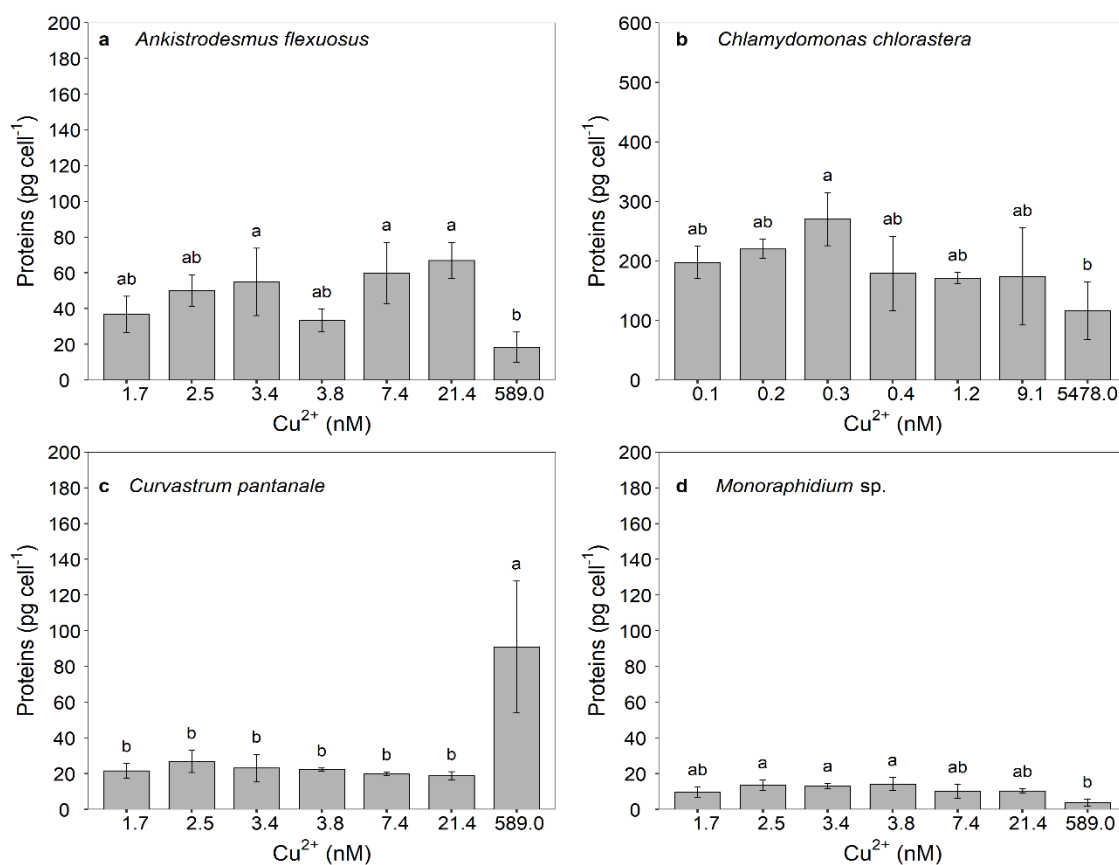 a Ankistrodesmus flexuosus
Proteins (pg cell⁻¹)
200
180
160
140
120
100
80
60
40
20
0
ab ab a ab a a b
1.7 2.5 3.4 3.8 7.4 21.4 589.0
Cu²⁺ (nM)
b Chlamydomonas chlorastera
Proteins (pg cell⁻¹)
600
500
400
300
200
100
0
ab ab a ab ab ab b
0.1 0.2 0.3 0.4 1.2 9.1 5478.0
Cu²⁺ (nM)
c Curvastrum pantanale
Proteins (pg cell⁻¹)
200
180
160
140
120
100
80
60
40
20
0
b b b b b b a
1.7 2.5 3.4 3.8 7.4 21.4 589.0
Cu²⁺ (nM)
d Monoraphidium sp.
Proteins (pg cell⁻¹)
200
180
160
140
120
100
80
60
40
20
0
ab a a a ab ab b
1.7 2.5 3.4 3.8 7.4 21.4 589.0
Cu²⁺ (nM)